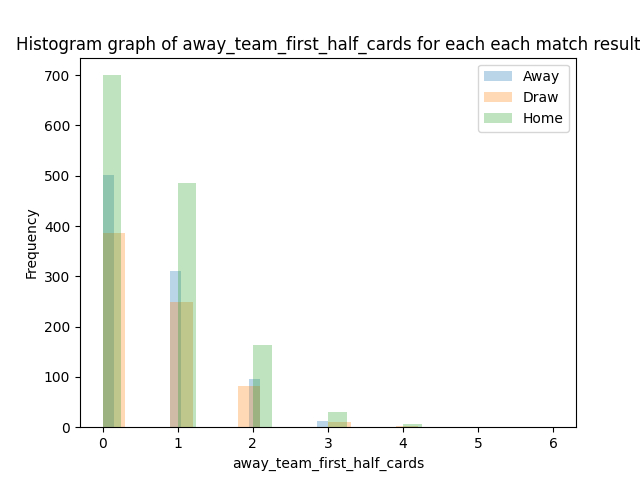 Histogram graph of away_team_first_half_cards for each each match result
Away
Draw
Home
Frequency
700
600
500
400
300
200
100
0
0 1 2 3 4 5 6
away_team_first_half_cards